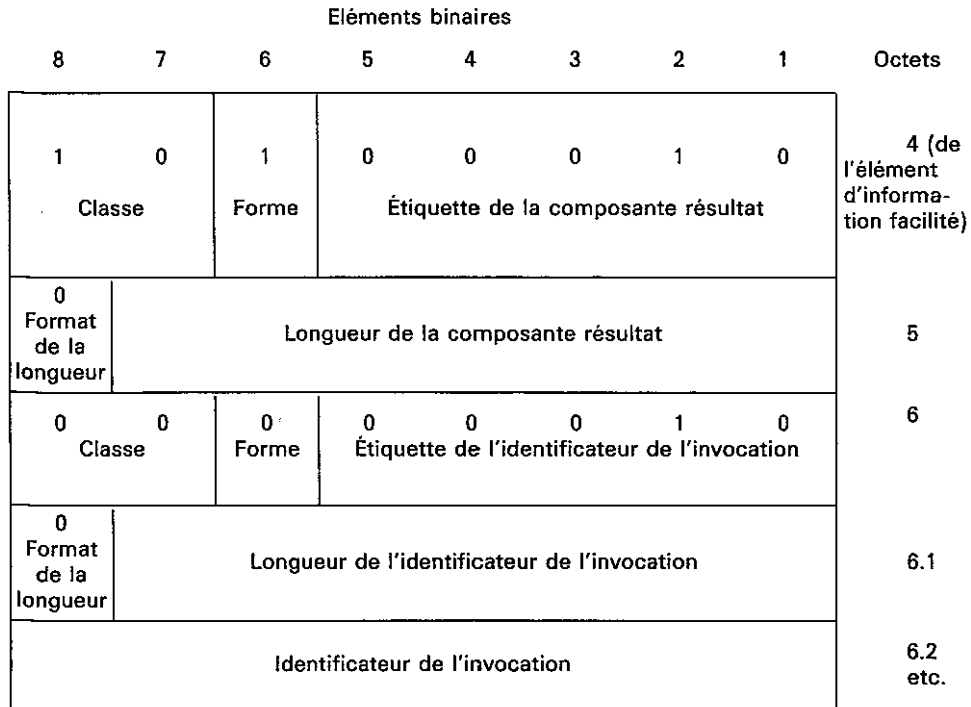 Eléments binaires
8 7 6 5 4 3 2 1 Octets
1 0 1 0 0 0 1 0 4 (de
l'élément
d'informa-
tion facilité)
Classe Forme Étiquette de la composante résultat
0
Format
de la
longueur
Longueur de la composante résultat 5
0 0 0 0 0 0 1 0 6
Classe Forme Étiquette de l'identificateur de l'invocation
0
Format
de la
longueur
Longueur de l'identificateur de l'invocation 6.1
Identificateur de l'invocation 6.2
etc.